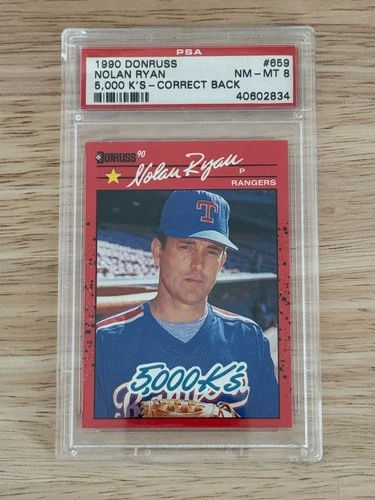 PSA
1990 DONRUSS #659
NOLAN RYAN NM - MT 8
5,000 K'S - CORRECT BACK
40602834
DONRUSS '90
Nolan Ryan
P
RANGERS
T
5,000 K's